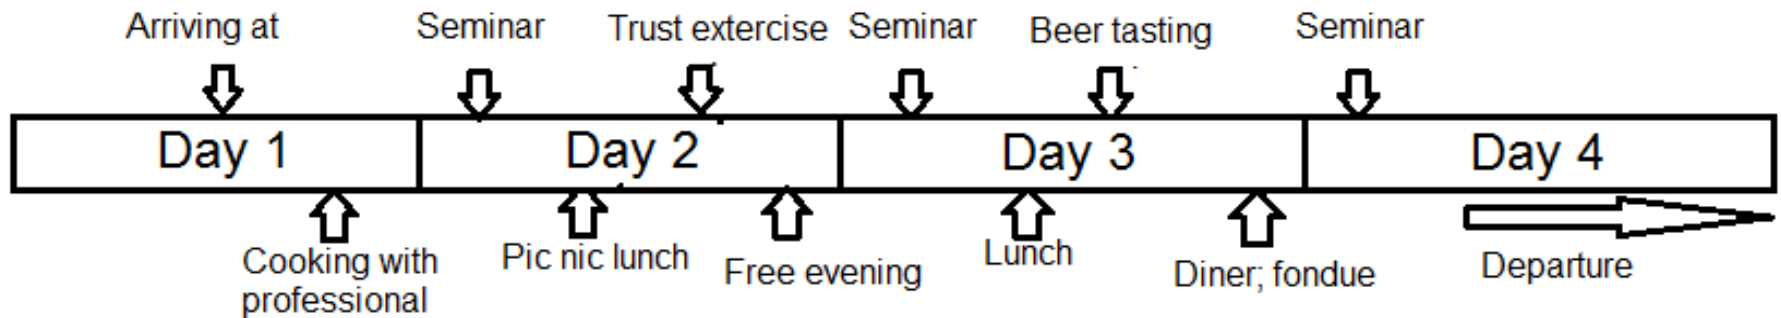 Arriving at
Seminar
Trust extercise
Seminar
Beer tasting
Seminar
Day 1
Day 2
Day 3
Day 4
Cooking with
professional
Pic nic lunch
Free evening
Lunch
Diner; fondue
Departure